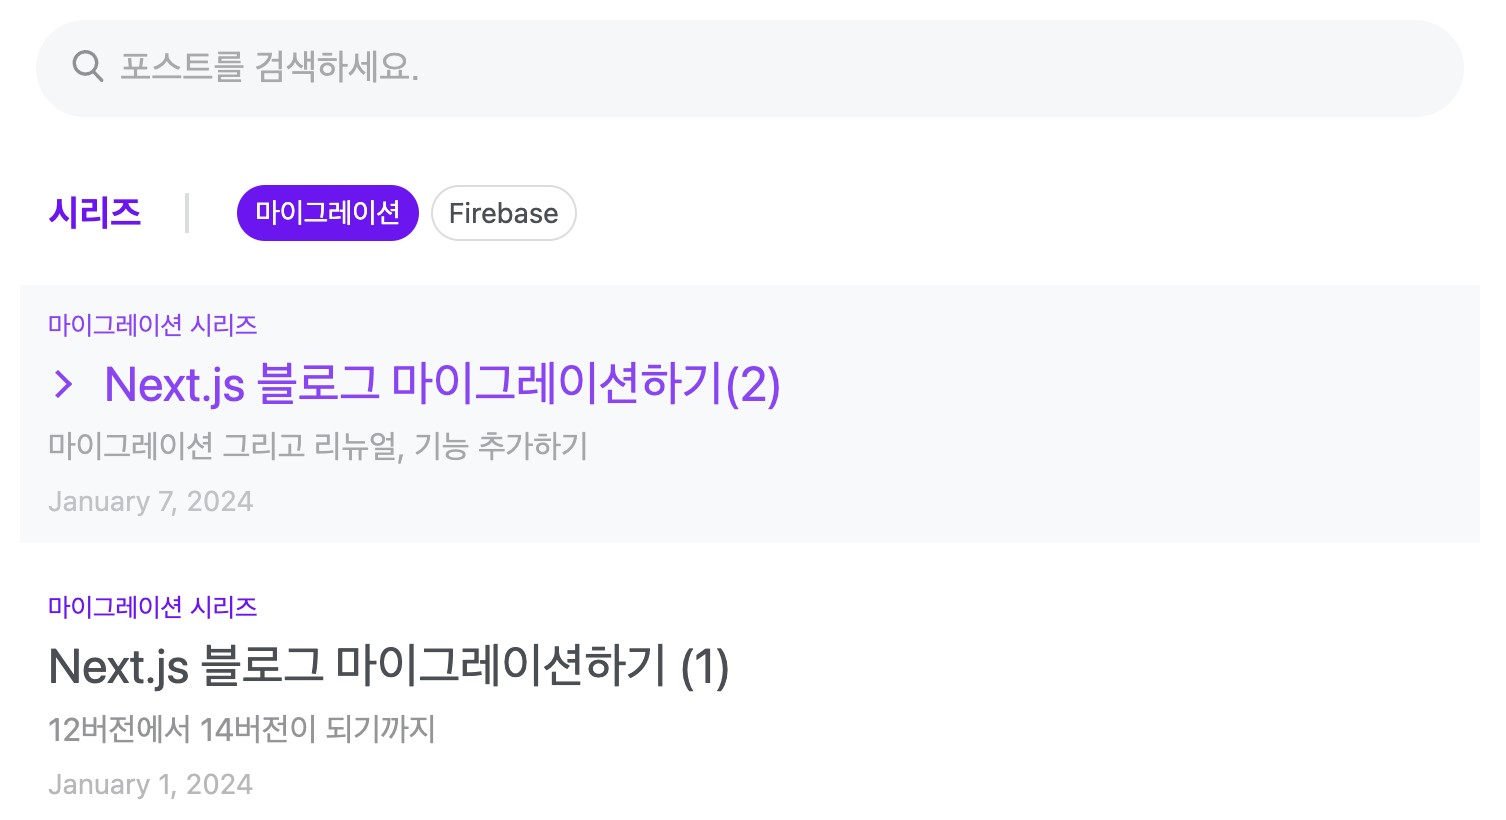 포스트를 검색하세요.
시리즈 마이그레이션 Firebase
마이그레이션 시리즈
Next.js 블로그 마이그레이션하기(2)
마이그레이션 그리고 리뉴얼, 기능 추가하기
January 7, 2024
마이그레이션 시리즈
Next.js 블로그 마이그레이션하기 (1)
12버전에서 14버전이 되기까지
January 1, 2024